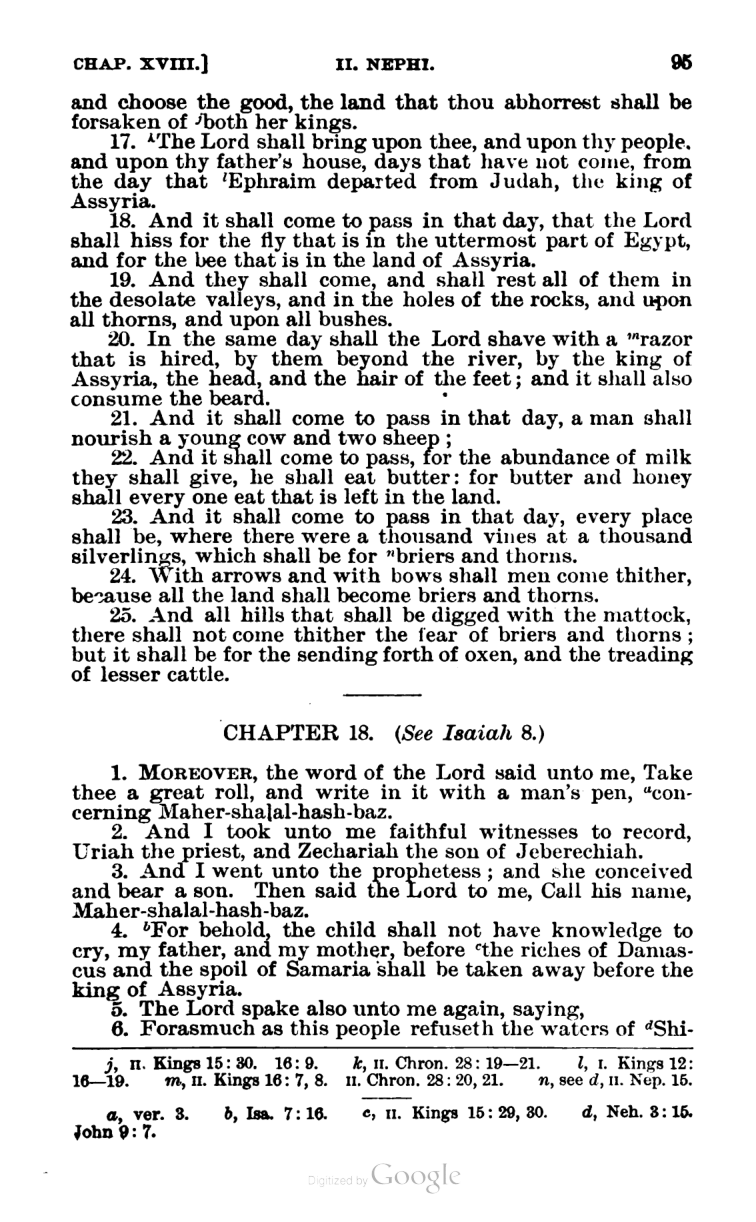 CHAP. XVIII.] II. NEPHI. 95
and choose the good, the land that thou abhorrest shall be
forsaken of jboth her kings.
17. kThe Lord shall bring upon thee, and upon thy people,
and upon thy father's house, days that have not come, from
the day that lEphraim departed from Judah, the king of
Assyria.
18. And it shall come to pass in that day, that the Lord
shall hiss for the fly that is in the uttermost part of Egypt,
and for the bee that is in the land of Assyria.
19. And they shall come, and shall rest all of them in
the desolate valleys, and in the holes of the rocks, and upon
all thorns, and upon all bushes.
20. In the same day shall the Lord shave with a mrazor
that is hired, by them beyond the river, by the king of
Assyria, the head, and the hair of the feet; and it shall also
consume the beard.
21. And it shall come to pass in that day, a man shall
nourish a young cow and two sheep;
22. And it shall come to pass, for the abundance of milk
they shall give, he shall eat butter: for butter and honey
shall every one eat that is left in the land.
23. And it shall come to pass in that day, every place
shall be, where there were a thousand vines at a thousand
silverlings, which shall be for nbriers and thorns.
24. With arrows and with bows shall men come thither,
because all the land shall become briers and thorns.
25. And all hills that shall be digged with the mattock,
there shall not come thither the fear of briers and thorns;
but it shall be for the sending forth of oxen, and the treading
of lesser cattle.
CHAPTER 18. (See Isaiah 8.)
1. MOREOVER, the word of the Lord said unto me, Take
thee a great roll, and write in it with a man's pen, acon-
cerning Maher-shalal-hash-baz.
2. And I took unto me faithful witnesses to record,
Uriah the priest, and Zechariah the son of Jeberechiah.
3. And I went unto the prophetess; and she conceived
and bear a son. Then said the Lord to me, Call his name,
Maher-shalal-hash-baz.
4. bFor behold, the child shall not have knowledge to
cry, my father, and my mother, before cthe riches of Damas-
cus and the spoil of Samaria shall be taken away before the
king of Assyria.
5. The Lord spake also unto me again, saying,
6. Forasmuch as this people refuseth the waters of dShi-
j, II. Kings 15: 30. 16: 9. k, II. Chron. 28: 19—21. l, I. Kings 12:
16—19. m, II. Kings 16: 7, 8. II. Chron. 28: 20, 21. n, see d, II. Nep. 15.
a, ver. 3. b, Isa. 7: 16. c, II. Kings 15: 29, 30. d, Neh. 3: 15.
John 9: 7.
Digitized by Google